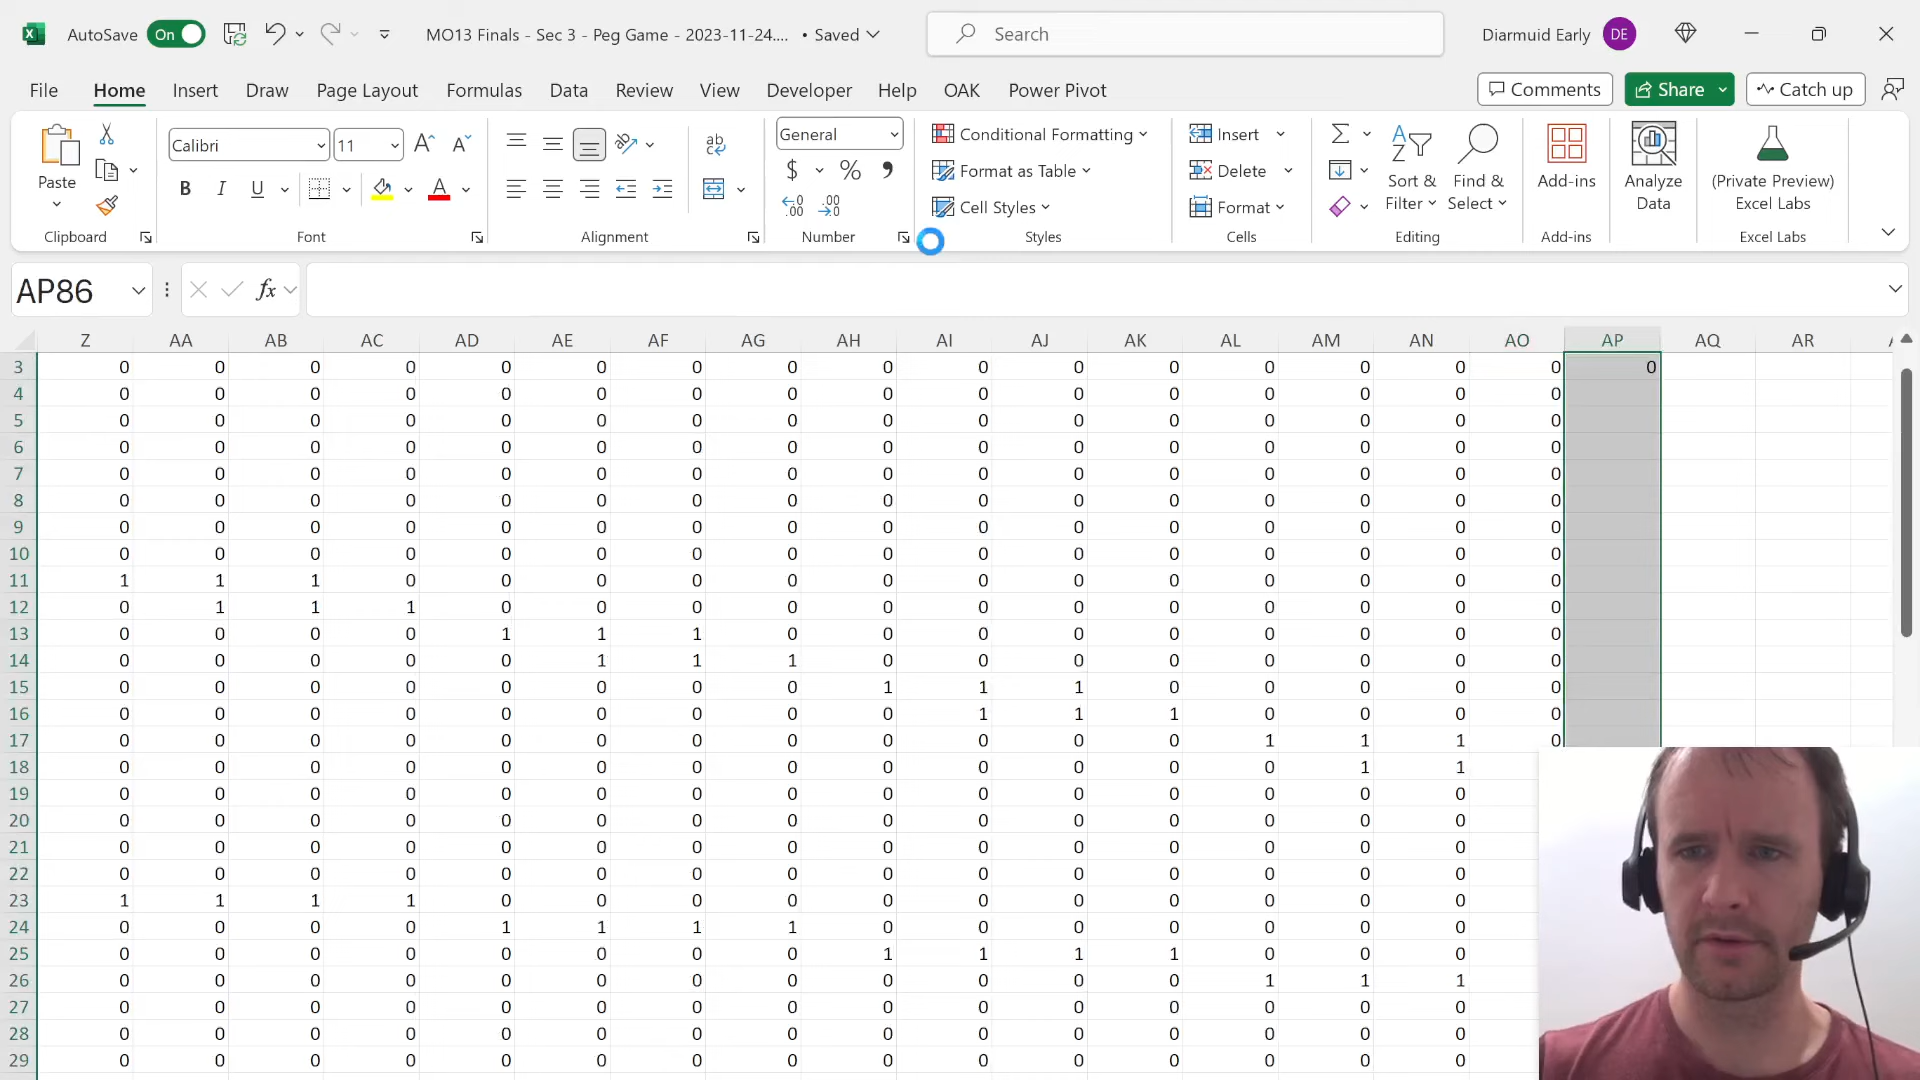 AutoSave On MO13 Finals - Sec 3 - Peg Game - 2023-11-24.... • Saved Search Diarmuid Early DE
File Home Insert Draw Page Layout Formulas Data Review View Developer Help OAK Power Pivot Comments Share Catch up
Paste Calibri 11 General Conditional Formatting Insert
B I U $ % Format as Table Delete Sort & Filter Find & Select Add-ins Analyze Data (Private Preview) Excel Labs
Cell Styles Format
Clipboard Font Alignment Number Styles Cells Editing Add-ins Excel Labs
AP86 fx
Z AA AB AC AD AE AF AG AH AI AJ AK AL AM AN AO AP AQ AR
3 0 0 0 0 0 0 0 0 0 0 0 0 0 0 0 0 0
4 0 0 0 0 0 0 0 0 0 0 0 0 0 0 0 0
5 0 0 0 0 0 0 0 0 0 0 0 0 0 0 0 0
6 0 0 0 0 0 0 0 0 0 0 0 0 0 0 0 0
7 0 0 0 0 0 0 0 0 0 0 0 0 0 0 0 0
8 0 0 0 0 0 0 0 0 0 0 0 0 0 0 0 0
9 0 0 0 0 0 0 0 0 0 0 0 0 0 0 0 0
10 0 0 0 0 0 0 0 0 0 0 0 0 0 0 0 0
11 1 1 1 0 0 0 0 0 0 0 0 0 0 0 0 0
12 0 1 1 1 0 0 0 0 0 0 0 0 0 0 0 0
13 0 0 0 0 1 1 1 0 0 0 0 0 0 0 0 0
14 0 0 0 0 0 1 1 1 0 0 0 0 0 0 0 0
15 0 0 0 0 0 0 0 0 1 1 1 0 0 0 0 0
16 0 0 0 0 0 0 0 0 0 1 1 1 0 0 0 0
17 0 0 0 0 0 0 0 0 0 0 0 0 1 1 1 0
18 0 0 0 0 0 0 0 0 0 0 0 0 0 1 1
19 0 0 0 0 0 0 0 0 0 0 0 0 0 0 0
20 0 0 0 0 0 0 0 0 0 0 0 0 0 0 0
21 0 0 0 0 0 0 0 0 0 0 0 0 0 0 0
22 0 0 0 0 0 0 0 0 0 0 0 0 0 0 0
23 1 1 1 1 0 0 0 0 0 0 0 0 0 0 0
24 0 0 0 0 1 1 1 1 0 0 0 0 0 0 0
25 0 0 0 0 0 0 0 0 1 1 1 1 0 0 0
26 0 0 0 0 0 0 0 0 0 0 0 0 1 1 1
27 0 0 0 0 0 0 0 0 0 0 0 0 0 0 0
28 0 0 0 0 0 0 0 0 0 0 0 0 0 0 0
29 0 0 0 0 0 0 0 0 0 0 0 0 0 0 0